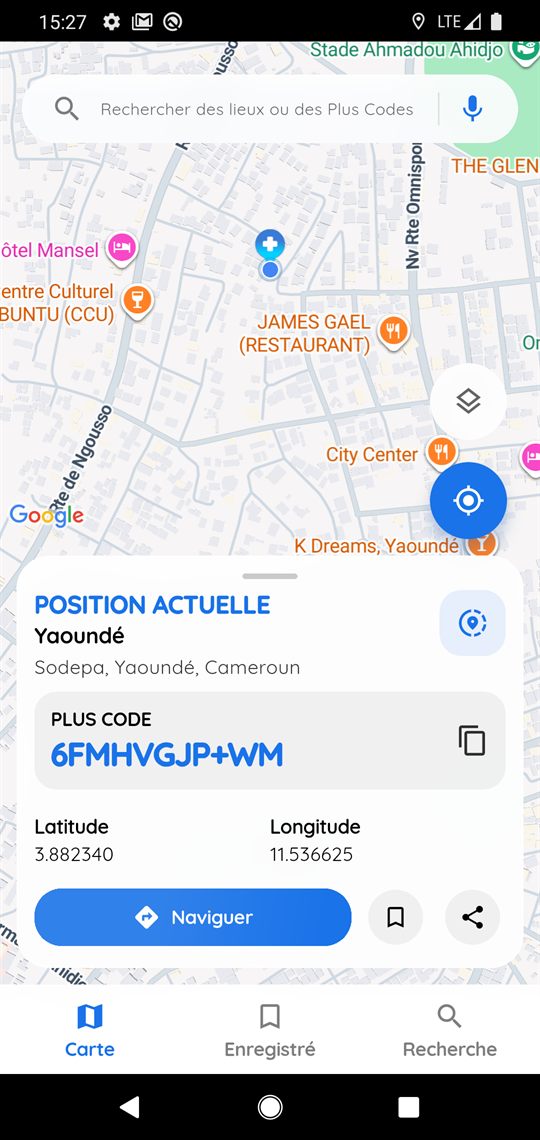 15:27
LTE
Stade Ahmadou Ahidjo
Rechercher des lieux ou des Plus Codes
THE GLEN
Nv Rte Omnispor
ôtel Mansel
entre Culturel
BUNTU (CCU)
JAMES GAEL
(RESTAURANT)
City Center
Rte de Ngousso
Google
K Dreams, Yaoundé
POSITION ACTUELLE
Yaoundé
Sodepa, Yaoundé, Cameroun
PLUS CODE
6FMHVGJP+WM
Latitude
Longitude
3.882340
11.536625
Naviguer
Carte
Enregistré
Recherche